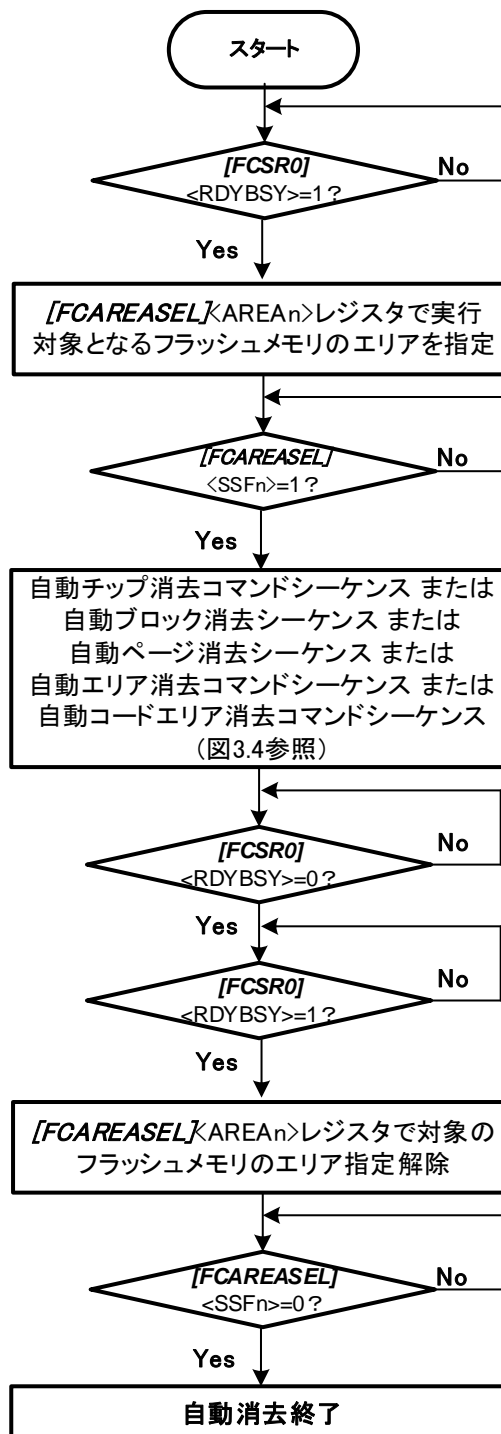 スタート
[FCSR0]
<RDYBSY>=1?
No
Yes
[FCAREASEL]<AREAn>レジスタで実行
対象となるフラッシュメモリのエリアを指定
[FCAREASEL]
<SSFn>=1?
No
Yes
自動チップ消去コマンドシーケンス または
自動ブロック消去シーケンス または
自動ページ消去シーケンス または
自動エリア消去コマンドシーケンス または
自動コードエリア消去コマンドシーケンス
(図3.4参照)
[FCSR0]
<RDYBSY>=0?
No
Yes
[FCSR0]
<RDYBSY>=1?
No
Yes
[FCAREASEL]<AREAn>レジスタで対象の
フラッシュメモリのエリア指定解除
[FCAREASEL]
<SSFn>=0?
No
Yes
自動消去終了